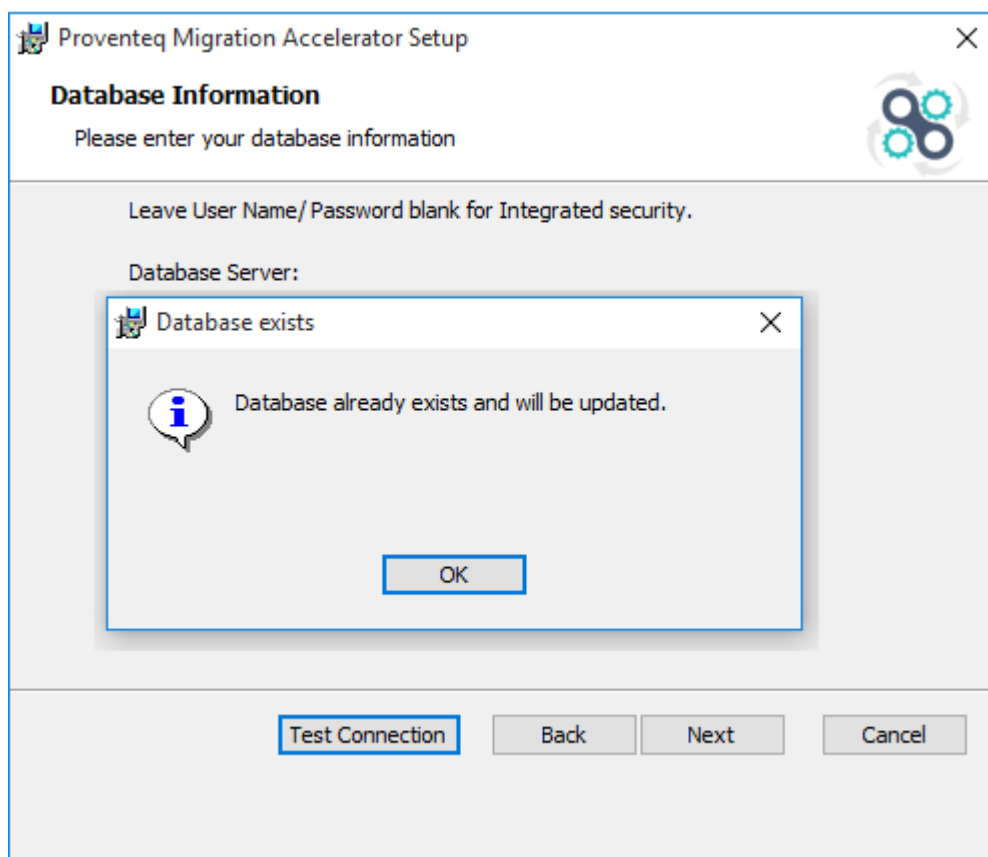 Proventeq Migration Accelerator Setup
Database Information
Please enter your database information
Leave User Name/ Password blank for Integrated security.
Database Server:
Database exists
Database already exists and will be updated.
OK
Test Connection
Back
Next
Cancel